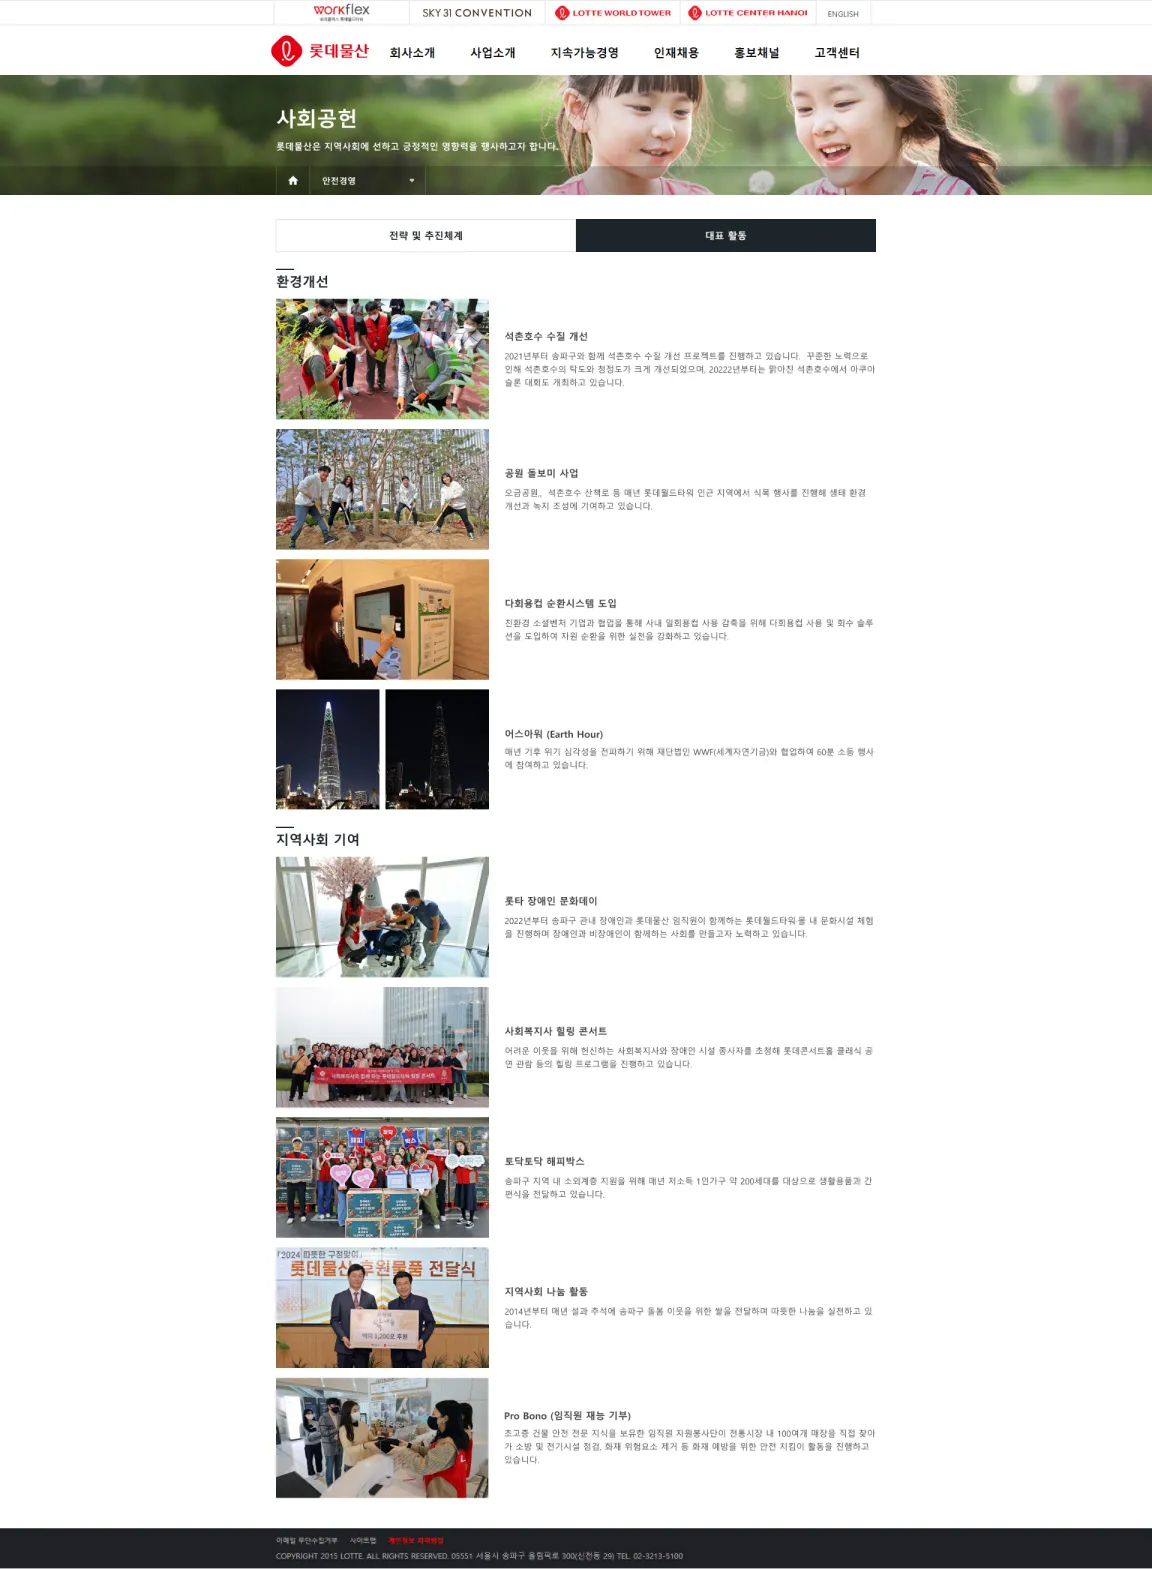 workflex
SKY 31 CONVENTION
LOTTE WORLD TOWER
LOTTE CENTER HANOI
ENGLISH
롯데물산
회사소개
사업소개
지속가능경영
인재채용
홍보채널
고객센터
사회공헌
롯데물산은 지역사회에 선하고 긍정적인 영향력을 행사하고자 합니다.
안전경영
전략 및 추진체계
대표 활동
환경개선
석촌호수 수질 개선
2021년부터 송파구와 함께 석촌호수 수질 개선 프로젝트를 진행하고 있습니다. 꾸준한 노력으로
인해 석촌호수의 탁도와 청정도가 크게 개선되었으며, 20222년부터는 맑아진 석촌호수에서 아쿠아
슬론 대회도 개최하고 있습니다.
공원 돌보미 사업
오금공원,. 석촌호수 산책로 등 매년 롯데월드타워 인근 지역에서 식목 행사를 진행해 생태 환경
개선과 녹지 조성에 기여하고 있습니다.
다회용컵 순환시스템 도입
친환경 소셜벤처 기업과 협업을 통해 사내 일회용컵 사용 감축을 위해 다회용컵 사용 및 회수 솔루
션을 도입하여 자원 순환을 위한 실천을 강화하고 있습니다.
어스아워 (Earth Hour)
매년 기후 위기 심각성을 전파하기 위해 재단법인 WWF(세계자연기금)와 협업하여 60분 소등 행사
에 참여하고 있습니다.
지역사회 기여
롯타 장애인 문화데이
2022년부터 송파구 관내 장애인과 롯데물산 임직원이 함께하는 롯데월드타워·몰 내 문화시설 체험
을 진행하며 장애인과 비장애인이 함께하는 사회를 만들고자 노력하고 있습니다.
사회복지사 힐링 콘서트
어려운 이웃을 위해 헌신하는 사회복지사와 장애인 시설 종사자를 초청해 롯데콘서트홀 클래식 공
연 관람 등의 힐링 프로그램을 진행하고 있습니다.
해피
박스
송파구
토닥토닥 해피박스
송파구 지역 내 소외계층 지원을 위해 매년 저소득 1인가구 약 200세대를 대상으로 생활용품과 간
편식을 전달하고 있습니다.
「2024 따뜻한 구정맞이」
롯데물산 후원물품 전달식
지역사회 나눔 활동
2014년부터 매년 설과 추석에 송파구 돌봄 이웃을 위한 쌀을 전달하며 따뜻한 나눔을 실천하고 있
습니다.
Pro Bono (임직원 재능 기부)
초고층 건물 안전 전문 지식을 보유한 임직원 자원봉사단이 전통시장 내 100여개 매장을 직접 찾아
가 소방 및 전기시설 점검, 화재 위험요소 제거 등 화재 예방을 위한 안전 지킴이 활동을 진행하고
있습니다.
이메일 무단수집거부
사이트맵
개인정보 처리방침
COPYRIGHT 2015 LOTTE. ALL RIGHTS RESERVED. 05551 서울시 송파구 올림픽로 300(신천동 29) TEL. 02-3213-5100